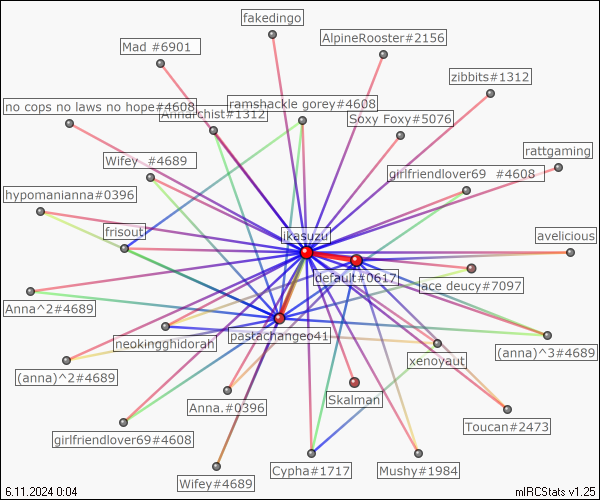 fakedingo
AlpineRooster#2156
Mad #6901
zibbits#1312
no cops no laws no hope#4608
ramshackle gorey#4608
Annarchist#1312
Soxy Foxy#5076
rattgaming
Wifey #4689
girlfriendlover69 #4608
hypomanianna#0396
frisout
ikasuzu
avelicious
default#0617
ace deucy#7097
Anna^2#4689
pastachangeo41
neokingghidorah
(anna)^3#4689
xenoyaut
(anna)^2#4689
Skalman
Anna.#0396
Toucan#2473
girlfriendlover69#4608
Cypha#1717
Mushy#1984
Wifey#4689
6.11.2024 0:04
mIRCStats v1.25